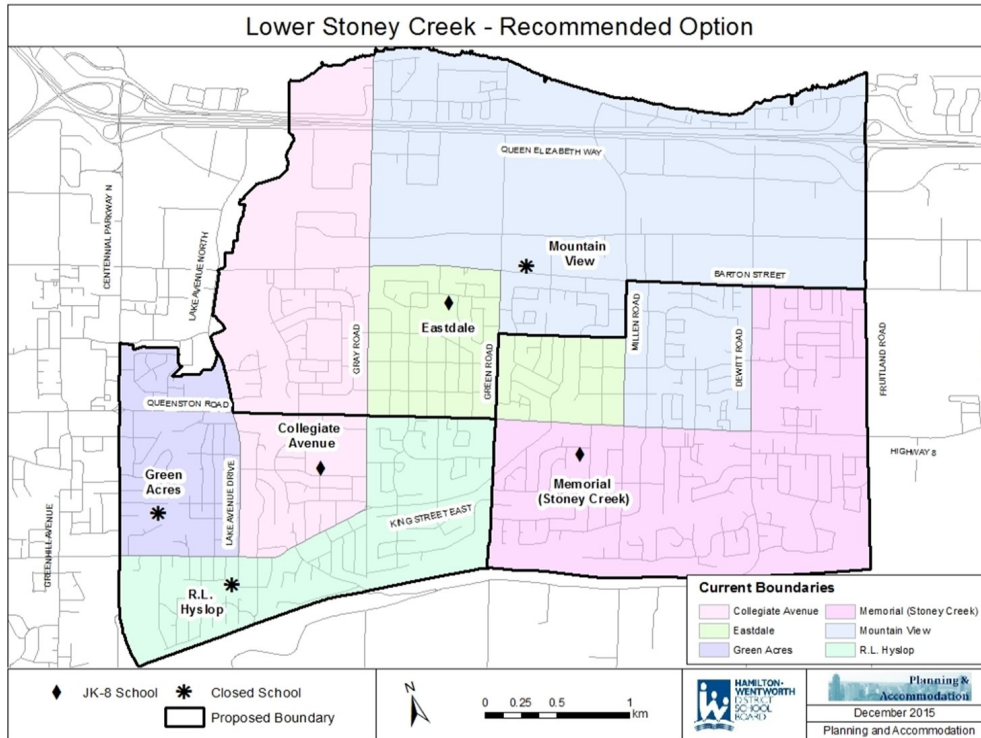 Lower Stoney Creek - Recommended Option
QUEEN ELIZABETH WAY
CENTENNIAL PARKWAY N
LAKE AVENUE NORTH
Mountain
View
BARTON STREET
Eastdale
GRAY ROAD
GREEN ROAD
MILLEN ROAD
DEWITT ROAD
FRUITLAND ROAD
QUEENSTON ROAD
Collegiate
Avenue
HIGHWAY 8
Green
Acres
LAKE AVENUE DRIVE
Memorial
(Stoney Creek)
KING STREET EAST
GREENHILL AVENUE
R.L.
Hyslop
Current Boundaries
Collegiate Avenue
Memorial (Stoney Creek)
Eastdale
Mountain View
Green Acres
R.L. Hyslop
JK-8 School
Closed School
Proposed Boundary
N
0 0.25 0.5 1
km
HAMILTON-
WENTWORTH
DISTRICT
SCHOOL
BOARD
Planning &
Accommodation
December 2015
Planning and Accommodation